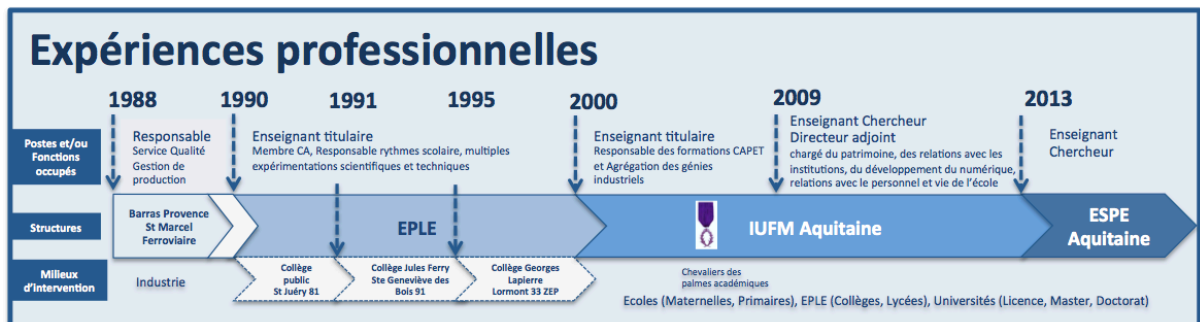 Expériences professionnelles
1988
1990
1991
1995
2000
2009
2013
Postes et/ou
Fonctions
occupés
Responsable
Service Qualité
Gestion de
production
Enseignant titulaire
Membre CA, Responsable rythmes scolaire, multiples
expérimentations scientifiques et techniques
Enseignant titulaire
Responsable des formations CAPET
et Agrégation des génies
industriels
Enseignant Chercheur
Directeur adjoint
chargé du patrimoine, des relations avec les
institutions, du développement du numérique,
relations avec le personnel et vie de l'école
Enseignant
Chercheur
Structures
Barras Provence
St Marcel
Ferroviaire
EPLE
IUFM Aquitaine
ESPE
Aquitaine
Milieux
d'Intervention
Industrie
Collège
public
St Juéry 81
Collège Jules Ferry
Ste Geneviève des
Bois 91
Collège Georges
Lapierre
Lormont 33 ZEP
Chevaliers des
palmes académiques
Ecoles (Maternelles, Primaires), EPLE (Collèges, Lycées), Universités (Licence, Master, Doctorat)